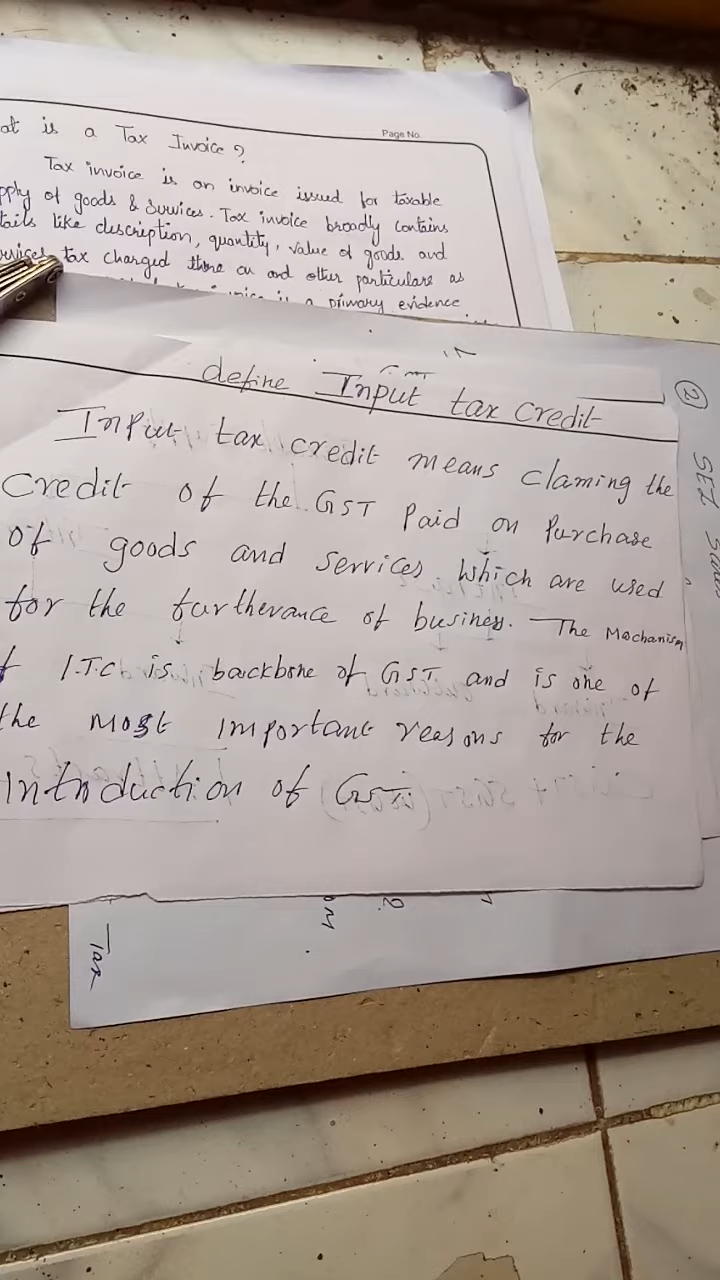 at is a Tax Invoice?
Page No.
Tax invoice is an invoice issued for taxable
pply of goods & Services. Tax invoice broadly contains
tails like description, quantity, value of goods and
tax charged there on and other particulars as
is a primary evidence
define Input tax credit
Input tax credit means claming the
Credit of the GST Paid on Purchase
of goods and services which are used
for the furtherance of business. The Mechanism
f I.T.C is backbone of GST and is one of
the most important reasons for the
Introduction of GST.
2
SEZ
Tax